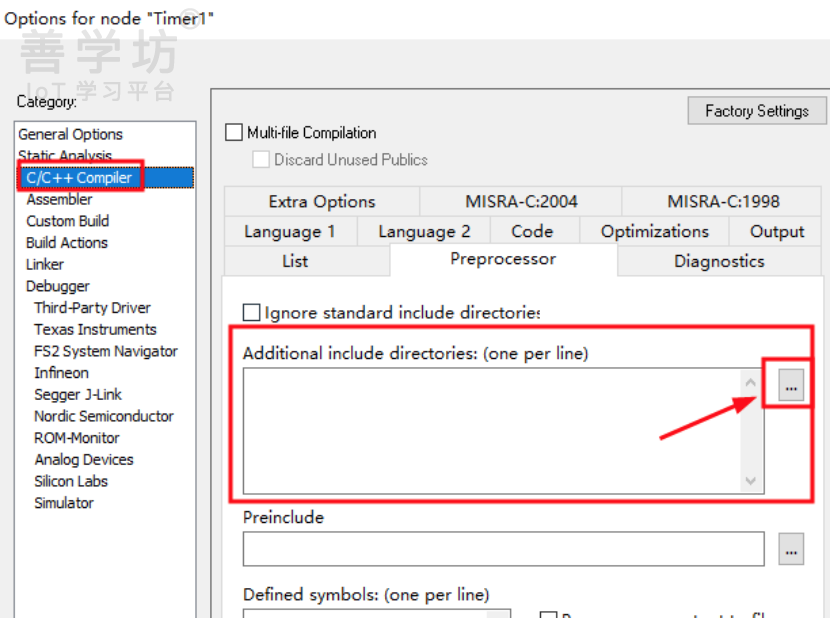 Options for node "Timer1"
®
善学坊
IoT 学习平台
Category:
Factory Settings
General Options
Static Analysis
C/C++ Compiler
Assembler
Custom Build
Build Actions
Linker
Debugger
Third-Party Driver
Texas Instruments
FS2 System Navigator
Infineon
Segger J-Link
Nordic Semiconductor
ROM-Monitor
Analog Devices
Silicon Labs
Simulator
Multi-file Compilation
Discard Unused Publics
Extra Options MISRA-C:2004 MISRA-C:1998
Language 1 Language 2 Code Optimizations Output
List Preprocessor Diagnostics
Ignore standard include directories
Additional include directories: (one per line)
...
Preinclude
...
Defined symbols: (one per line)